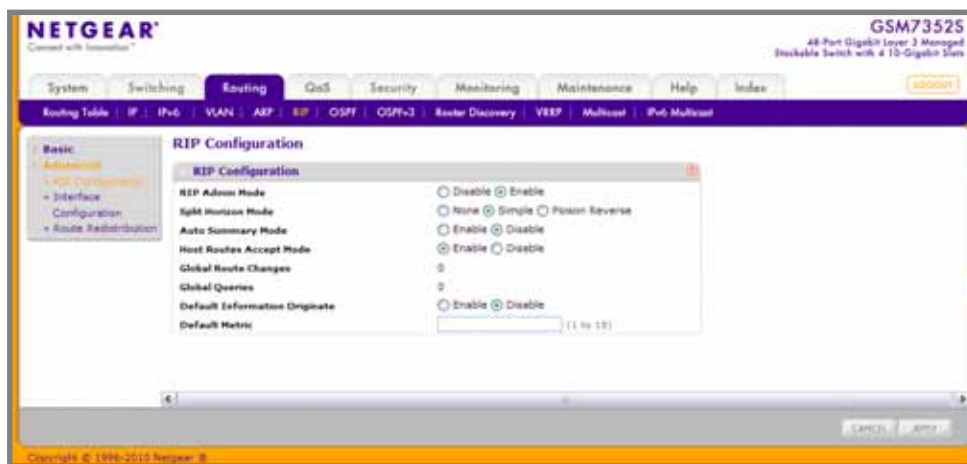 NETGEAR®
Connect with Innovation™
GSM7352S
48-Port Gigabit Layer 3 Managed
Stackable Switch with 4 10-Gigabit Slots
System Switching Routing QoS Security Monitoring Maintenance Help Index
LOGOUT
Routing Table | IP | IPv6 | VLAN | ARP | RIP | OSPF | OSPFv3 | Router Discovery | VRRP | Multicast | IPv6 Multicast
Basic
Advanced
RIP Configuration
Interface
Configuration
Route Redistribution
RIP Configuration
RIP Configuration
RIP Admin Mode Disable Enable
Split Horizon Mode None Simple Poison Reverse
Auto Summary Mode Enable Disable
Host Routes Accept Mode Enable Disable
Global Route Changes 0
Global Queries 0
Default Information Originate Enable Disable
Default Metric (1 to 15)
CANCEL APPLY
Copyright © 1996-2010 Netgear ®